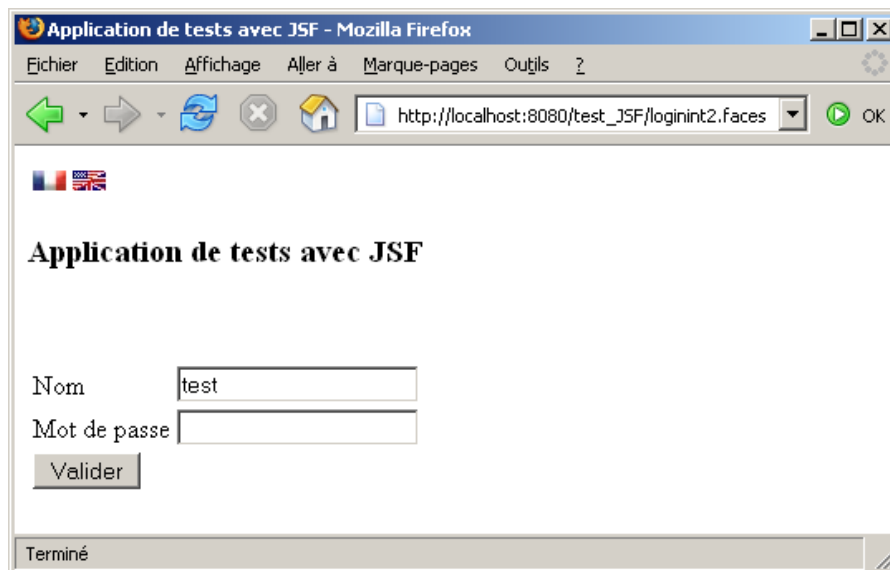 Application de tests avec JSF - Mozilla Firefox
Fichier Edition Affichage Aller à Marque-pages Outils ?
http://localhost:8080/test_JSF/loginint2.faces OK
Application de tests avec JSF
Nom test
Mot de passe
Valider
Terminé